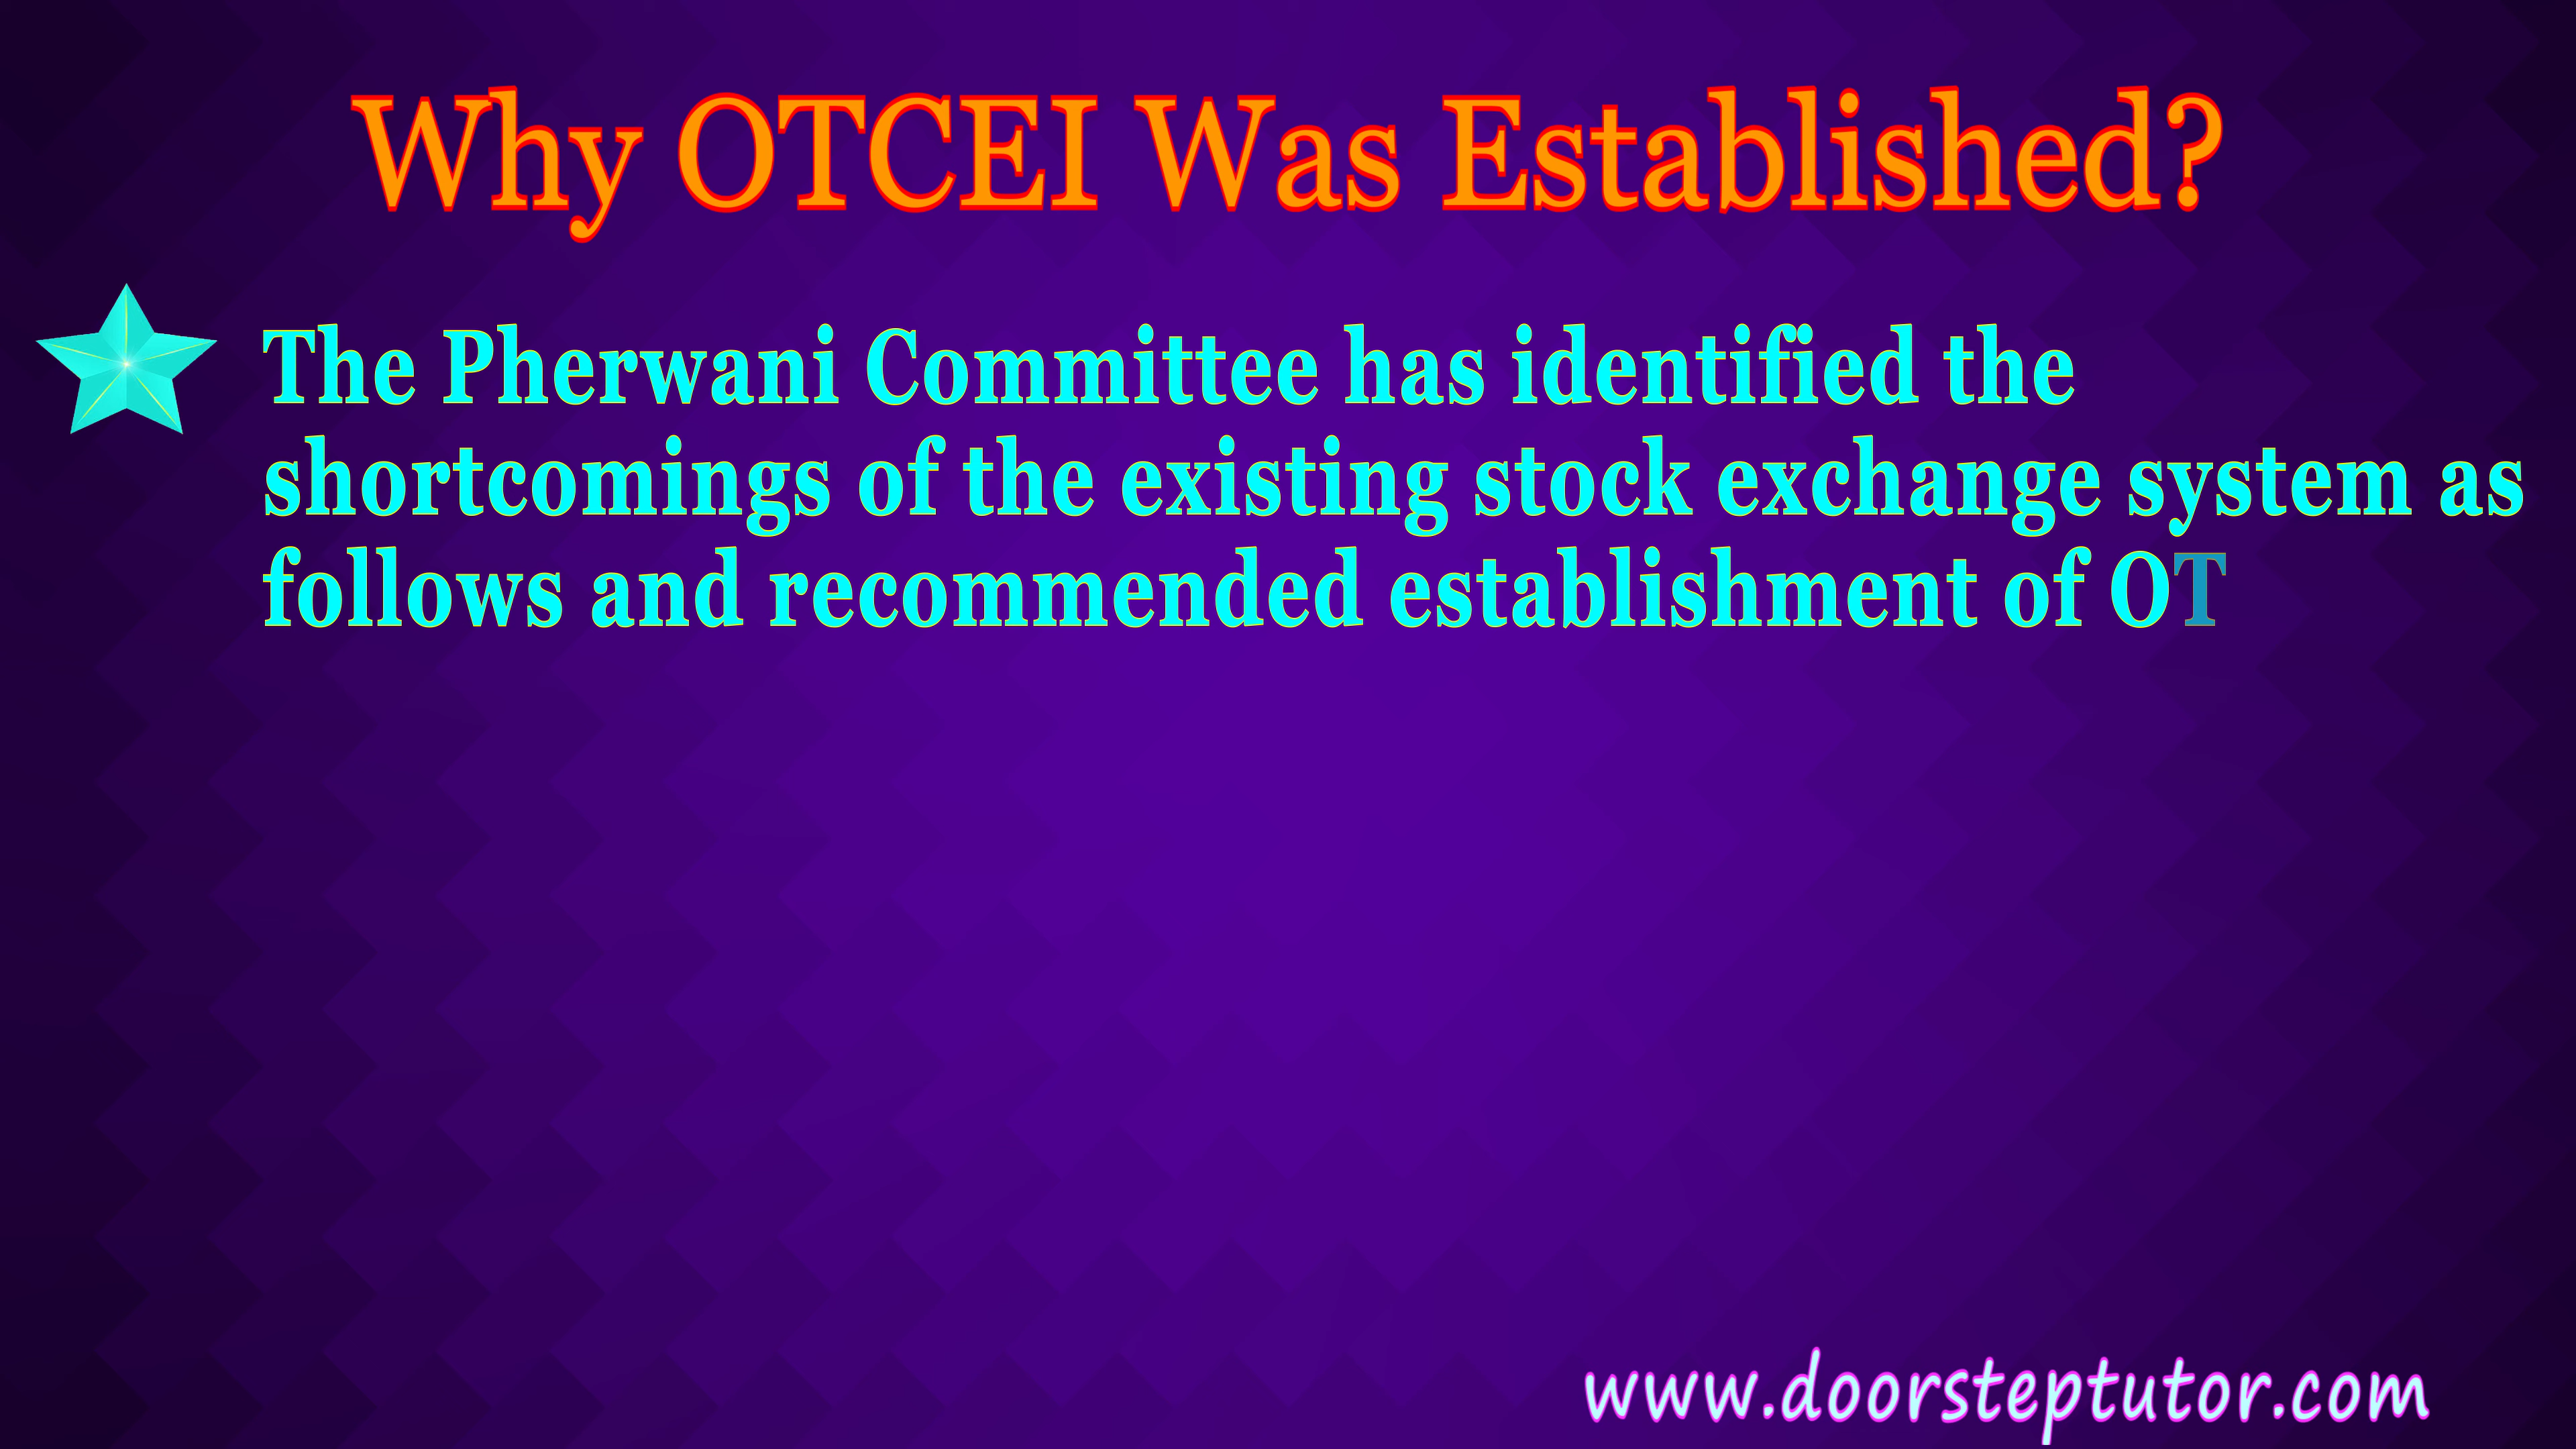 Why OTCEI Was Established?
The Pherwani Committee has identified the
shortcomings of the existing stock exchange system as
follows and recommended establishment of OT
www.doorsteptutor.com